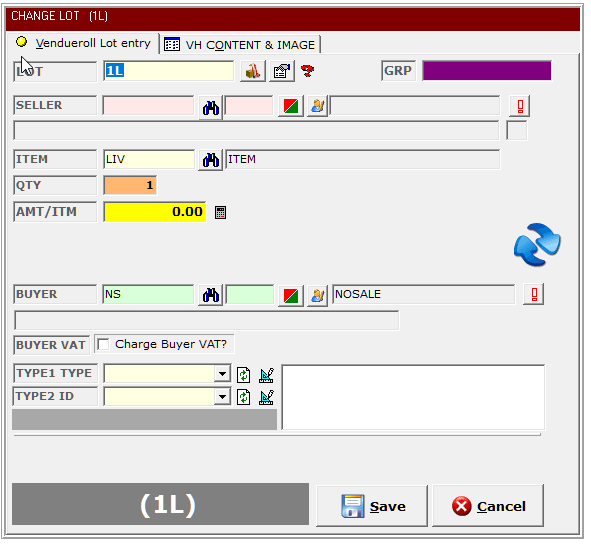 CHANGE LOT (1L)
Vendueroll Lot entry VH CONTENT & IMAGE
LOT 1L GRP
SELLER
ITEM LIV ITEM
QTY 1
AMT/ITM 0.00
BUYER NS NOSALE
BUYER VAT Charge Buyer VAT?
TYPE1 TYPE
TYPE2 ID
(1L) Save Cancel